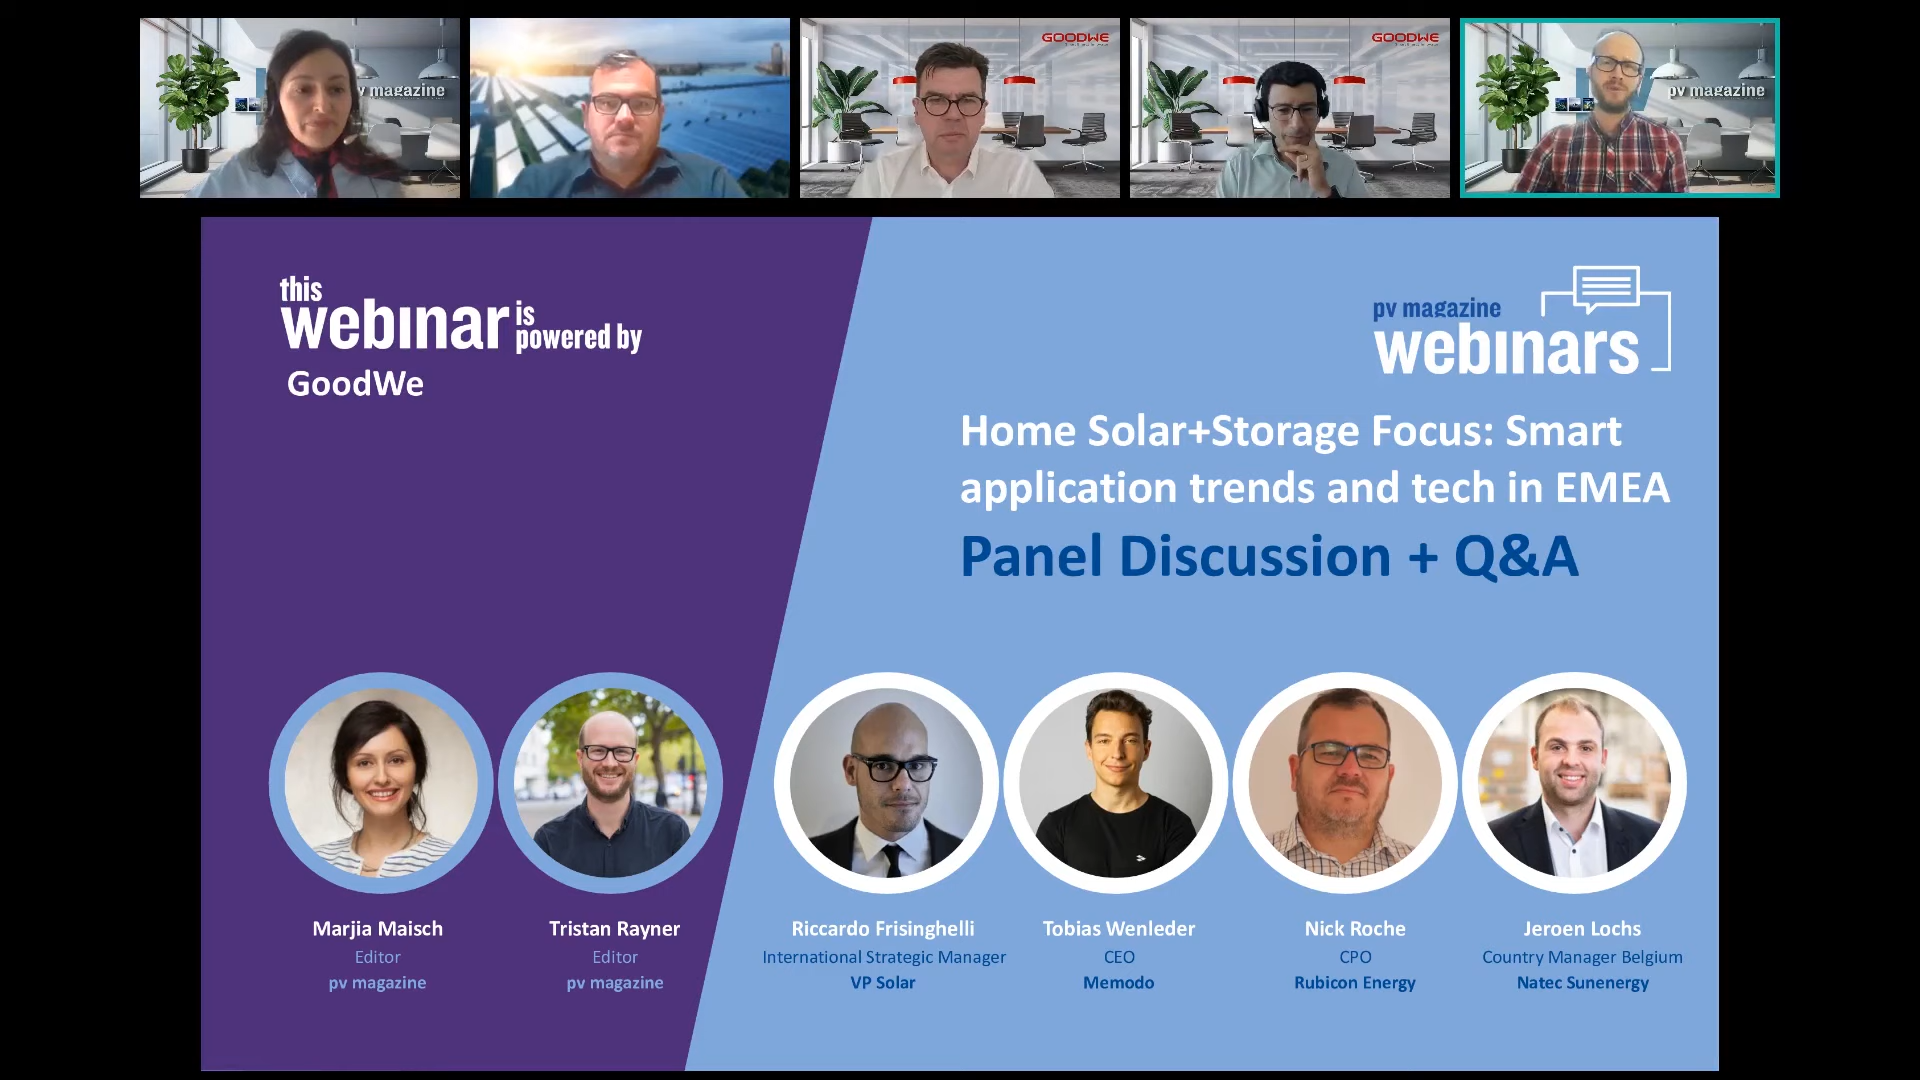 pv magazine
GOODWE
GOODWE
pv magazine
this
webinar is
powered by
GoodWe
pv magazine
webinars
Home Solar+Storage Focus: Smart
application trends and tech in EMEA
Panel Discussion + Q&A
Marjia Maisch
Editor
pv magazine
Tristan Rayner
Editor
pv magazine
Riccardo Frisinghelli
International Strategic Manager
VP Solar
Tobias Wenleder
CEO
Memodo
Nick Roche
CPO
Rubicon Energy
Jeroen Lochs
Country Manager Belgium
Natec Sunenergy